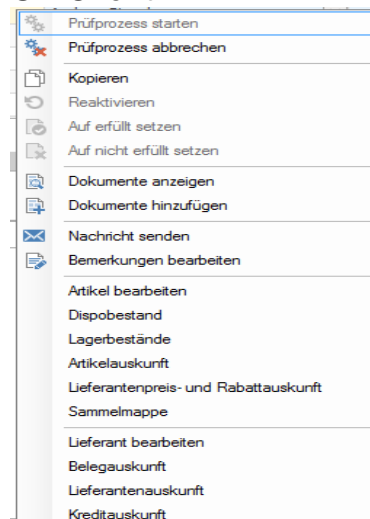 Prüfprozess starten
Prüfprozess abbrechen
Kopieren
Reaktivieren
Auf erfüllt setzen
Auf nicht erfüllt setzen
Dokumente anzeigen
Dokumente hinzufügen
Nachricht senden
Bemerkungen bearbeiten
Artikel bearbeiten
Dispobestand
Lagerbestände
Artikelauskunft
Lieferantenpreis- und Rabattauskunft
Sammelmappe
Lieferant bearbeiten
Belegauskunft
Lieferantenauskunft
Kreditauskunft